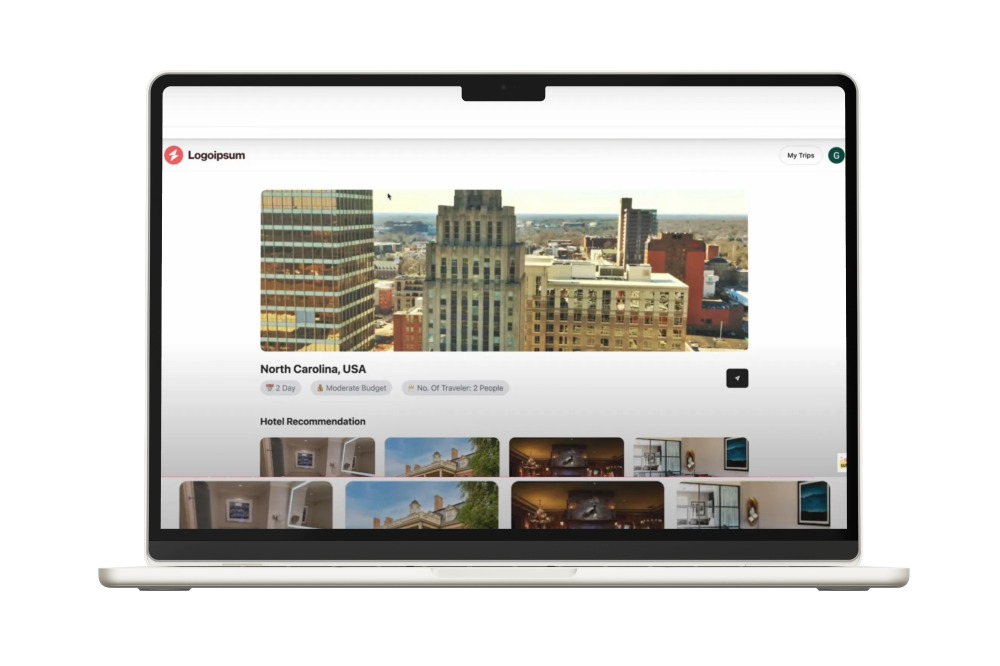 Logoipsum
My Trips
G
North Carolina, USA
2 Day
Moderate Budget
No. Of Traveler: 2 People
Hotel Recommendation